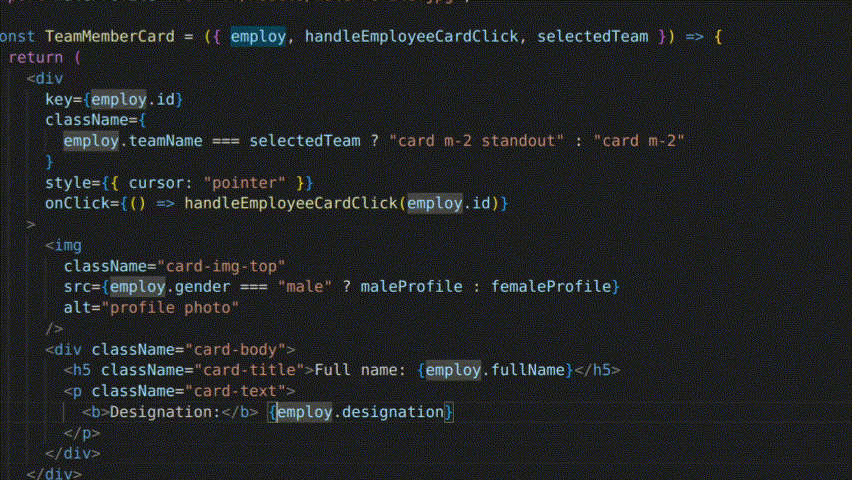 onst TeamMemberCard = ({ employ, handleEmployeeCardClick, selectedTeam }) => {
return (
<div
key={employ.id}
className={
employ.teamName === selectedTeam ? "card m-2 standout" : "card m-2"
}
style={{ cursor: "pointer" }}
onClick={() => handleEmployeeCardClick(employ.id)}
>
<img
className="card-img-top"
src={employ.gender === "male" ? maleProfile : femaleProfile}
alt="profile photo"
/>
<div className="card-body">
<h5 className="card-title">Full name: {employ.fullName}</h5>
<p className="card-text">
<b>Designation:</b> {employ.designation}
</p>
</div>
</div>